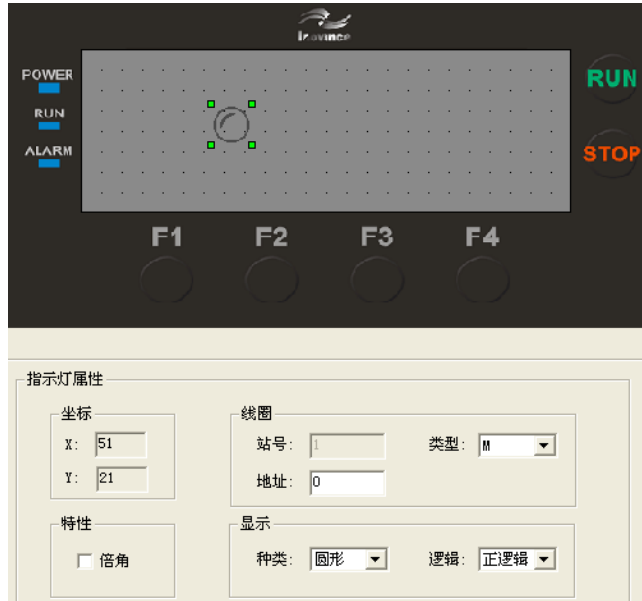 POWER
RUN
ALARM
RUN
STOP
F1 F2 F3 F4
指示灯属性
坐标
X: 51
Y: 21
线圈
站号: 1 类型: M
地址: 0
特性
倍角
显示
种类: 圆形 逻辑: 正逻辑